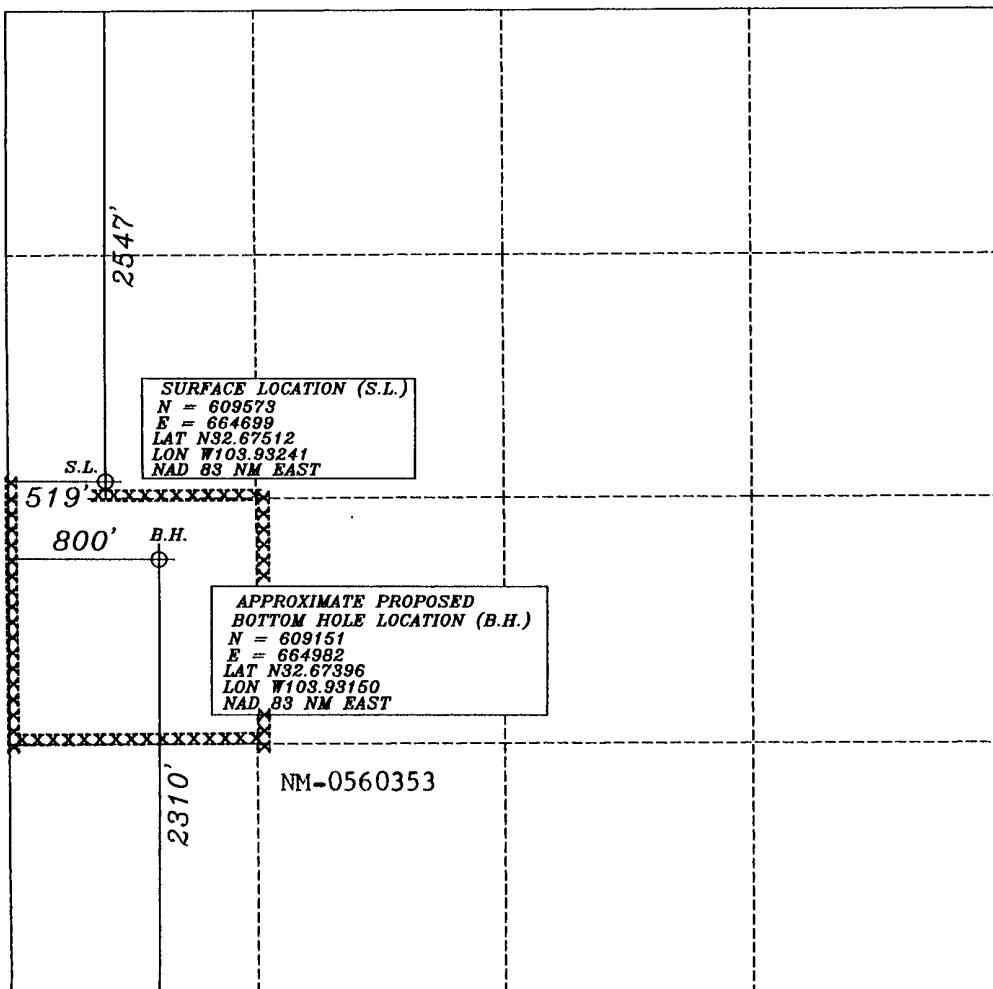 2547'
SURFACE LOCATION (S.L.)
N = 609573
E = 664699
LAT N32.67512
LON W103.93241
NAD 83 NM EAST
S.L.
519'
800'
B.H.
APPROXIMATE PROPOSED
BOTTOM HOLE LOCATION (B.H.)
N = 609151
E = 664982
LAT N32.67396
LON W103.93150
NAD 83 NM EAST
2310'
NM-0560353